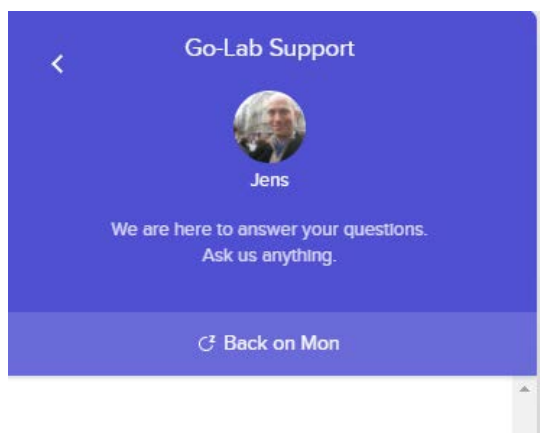 Go-Lab Support
Jens
We are here to answer your questions.
Ask us anything.
Back on Mon